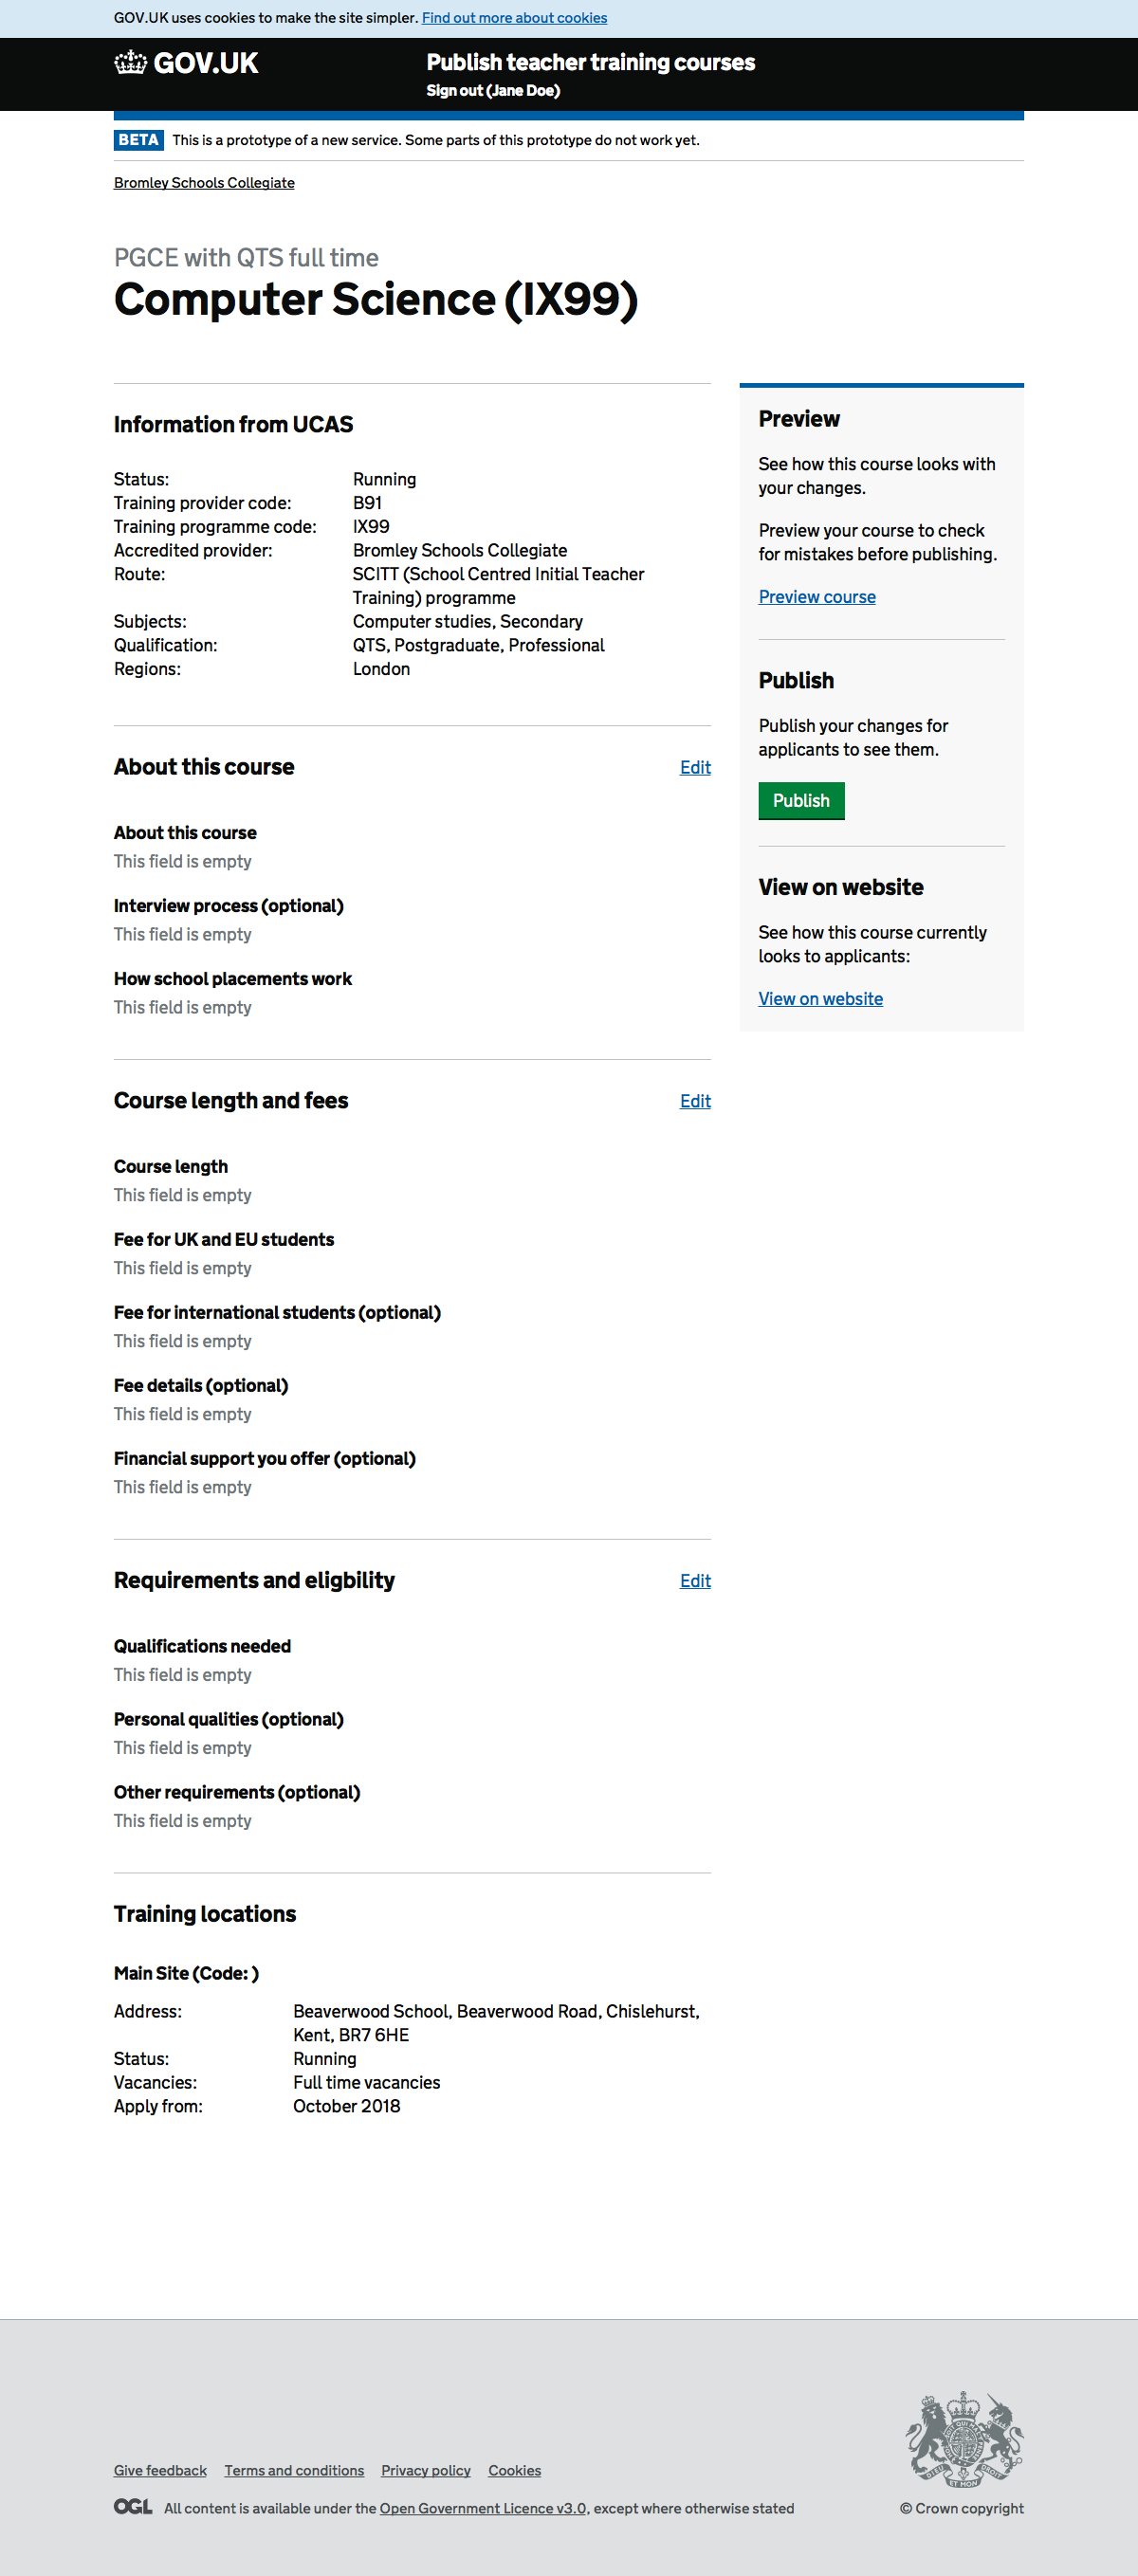 GOV.UK uses cookies to make the site simpler. Find out more about cookies
GOV.UK
Publish teacher training courses
Sign out (Jane Doe)
BETA This is a prototype of a new service. Some parts of this prototype do not work yet.
Bromley Schools Collegiate
PGCE with QTS full time
Computer Science (IX99)
Information from UCAS
Status: Running
Training provider code: B91
Training programme code: IX99
Accredited provider: Bromley Schools Collegiate
Route: SCITT (School Centred Initial Teacher
Training) programme
Subjects: Computer studies, Secondary
Qualification: QTS, Postgraduate, Professional
Regions: London
About this course Edit
About this course
This field is empty
Interview process (optional)
This field is empty
How school placements work
This field is empty
Course length and fees Edit
Course length
This field is empty
Fee for UK and EU students
This field is empty
Fee for international students (optional)
This field is empty
Fee details (optional)
This field is empty
Financial support you offer (optional)
This field is empty
Requirements and eligbility Edit
Qualifications needed
This field is empty
Personal qualities (optional)
This field is empty
Other requirements (optional)
This field is empty
Training locations
Main Site (Code: )
Address: Beaverwood School, Beaverwood Road, Chislehurst,
Kent, BR7 6HE
Status: Running
Vacancies: Full time vacancies
Apply from: October 2018
Preview
See how this course looks with
your changes.
Preview your course to check
for mistakes before publishing.
Preview course
Publish
Publish your changes for
applicants to see them.
Publish
View on website
See how this course currently
looks to applicants:
View on website
Give feedback Terms and conditions Privacy policy Cookies
OGL All content is available under the Open Government Licence v3.0, except where otherwise stated
DIEU ET MON DROIT
© Crown copyright